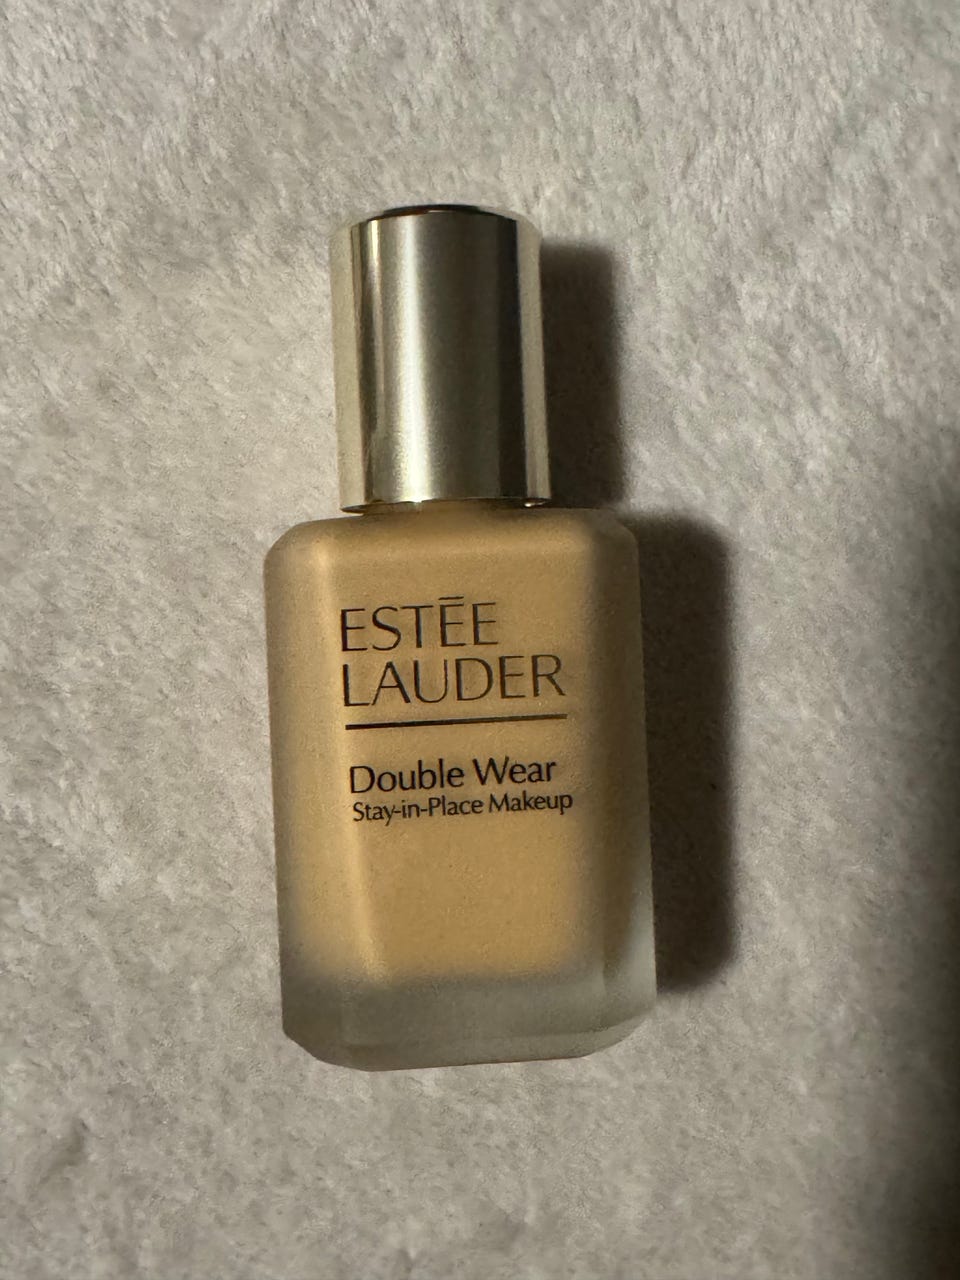 ESTĒE
LAUDER
Double Wear
Stay-in-Place Makeup